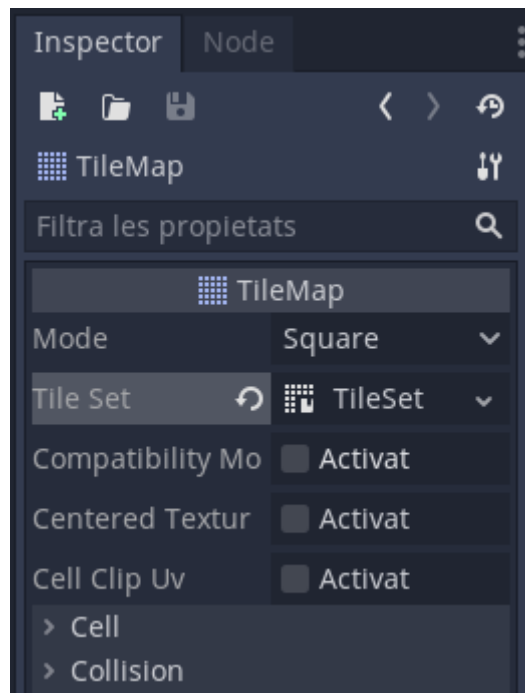 Inspector Node
TileMap
Filtra les propietats
TileMap
Mode Square
Tile Set TileSet
Compatibility Mo Activat
Centered Textur Activat
Cell Clip Uv Activat
Cell
Collision